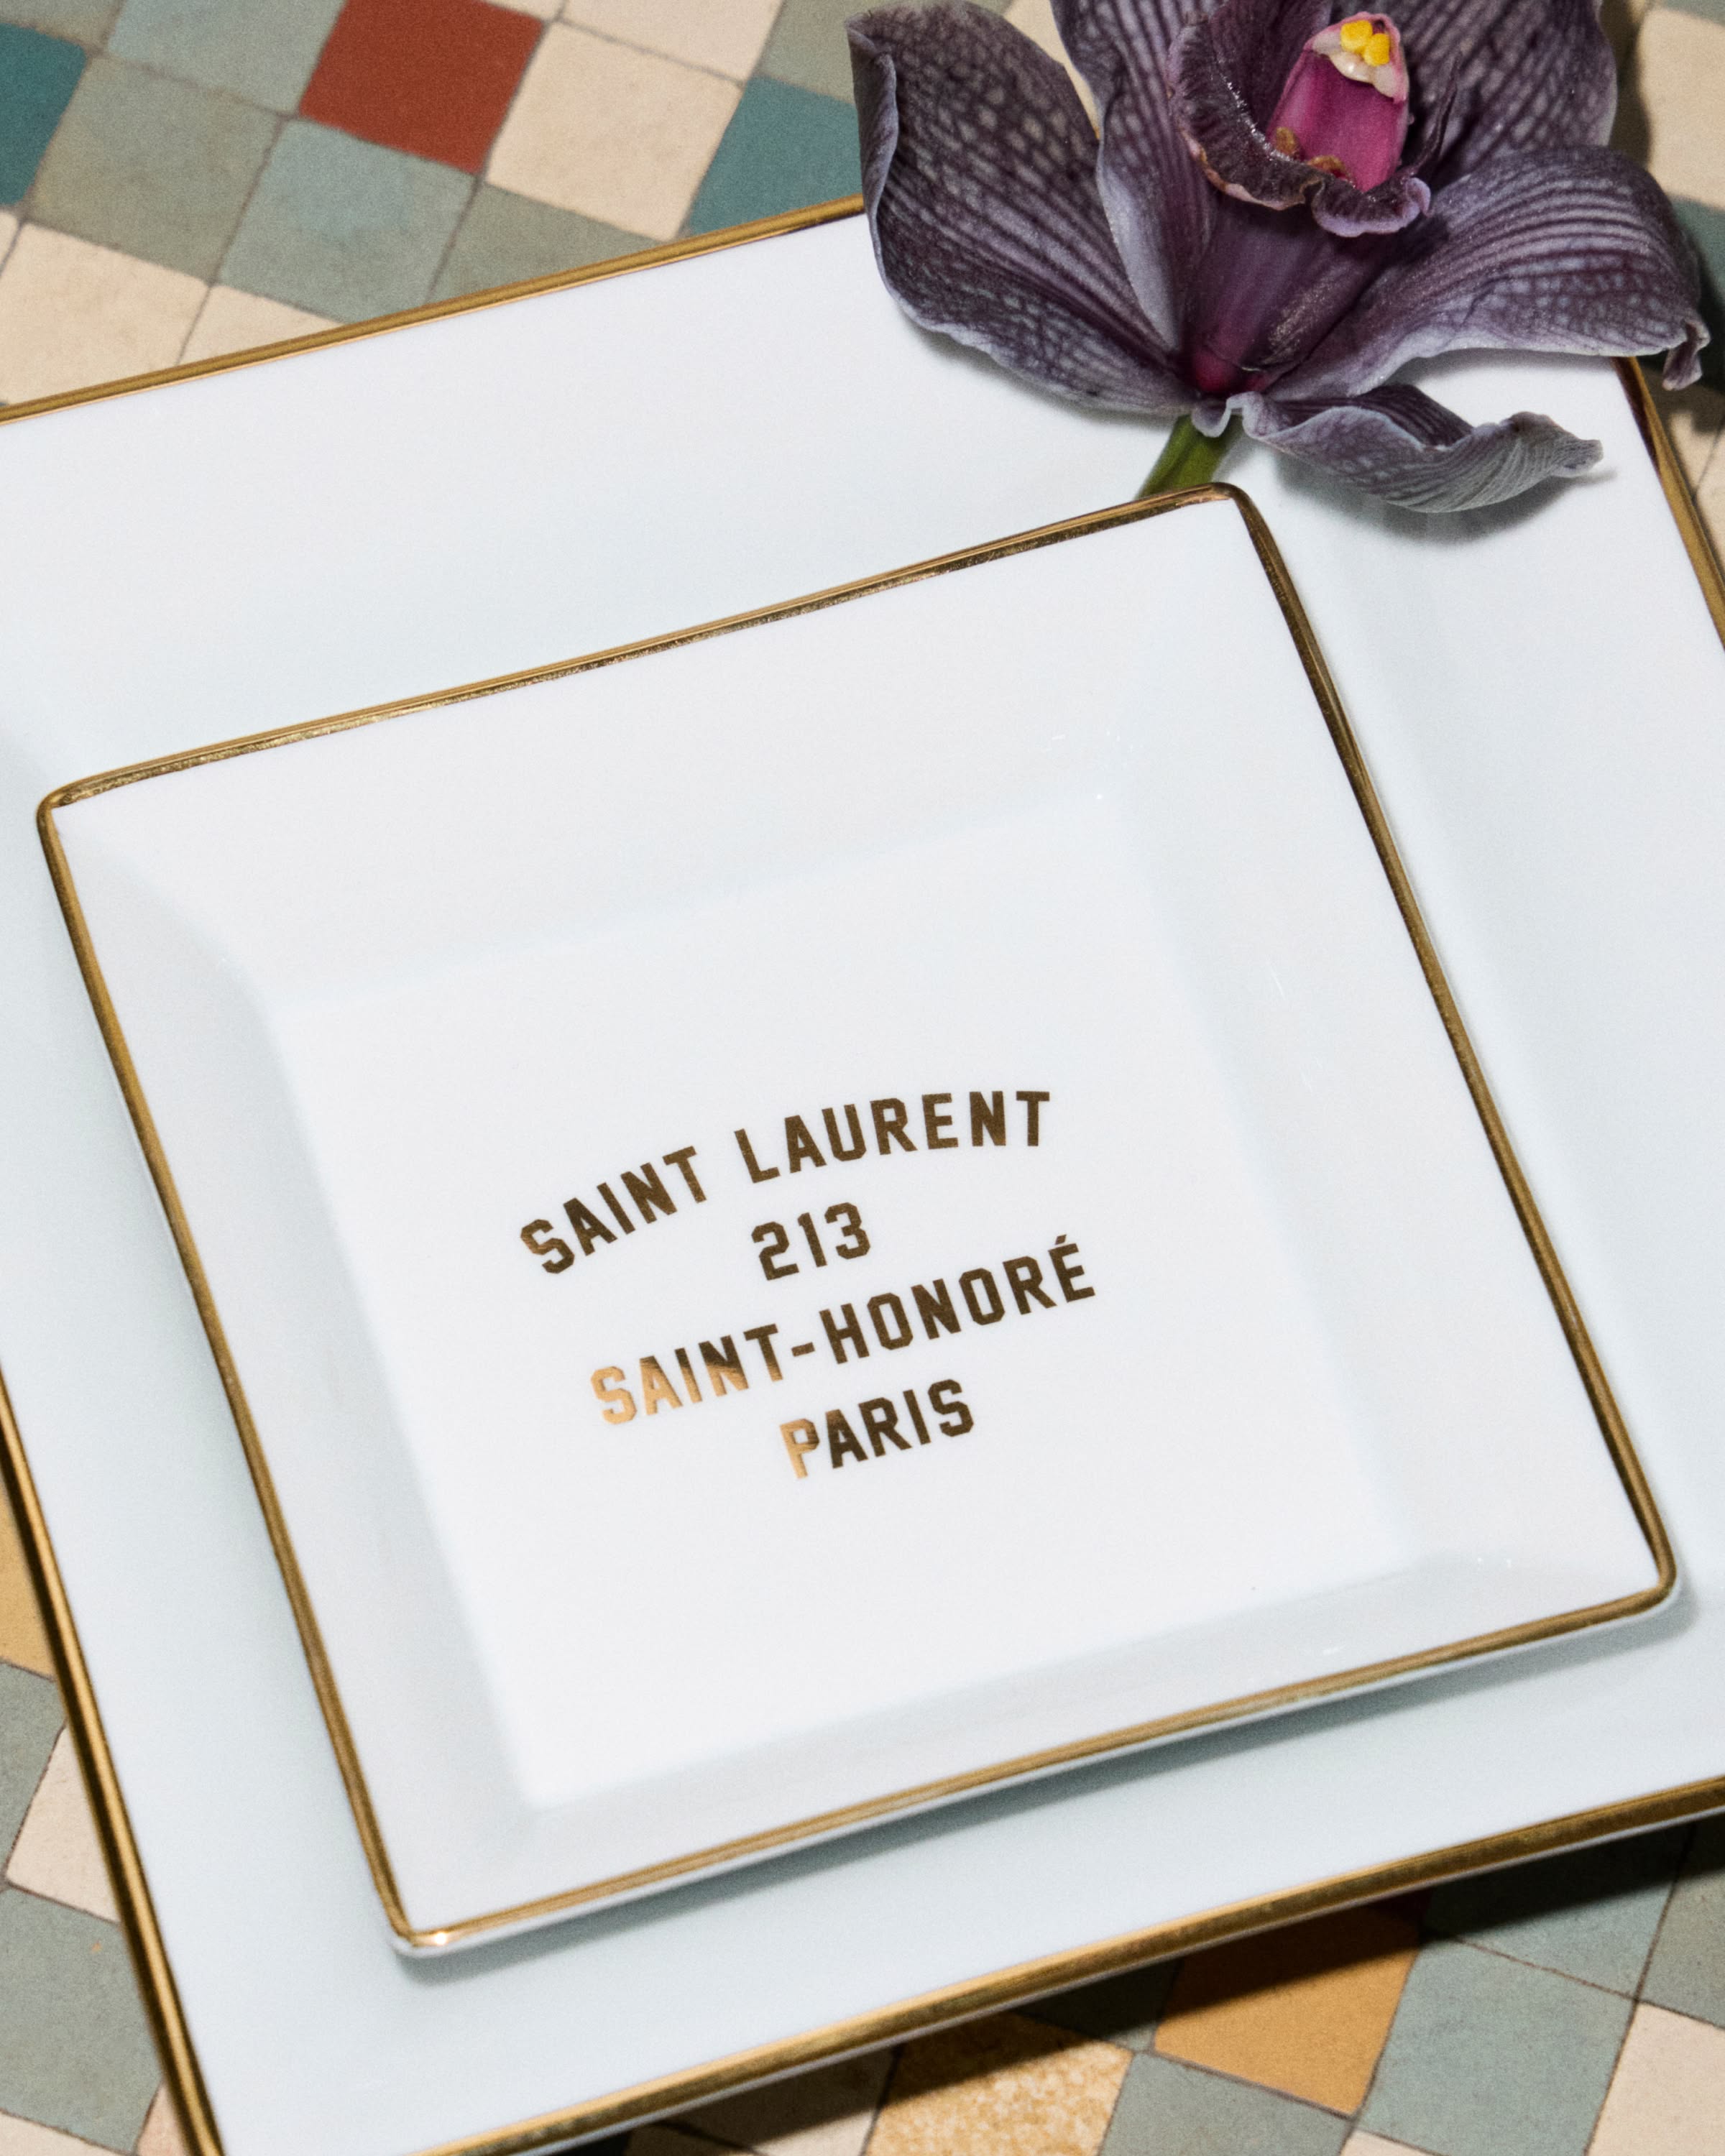 SAINT LAURENT
213
SAINT-HONORÉ
PARIS